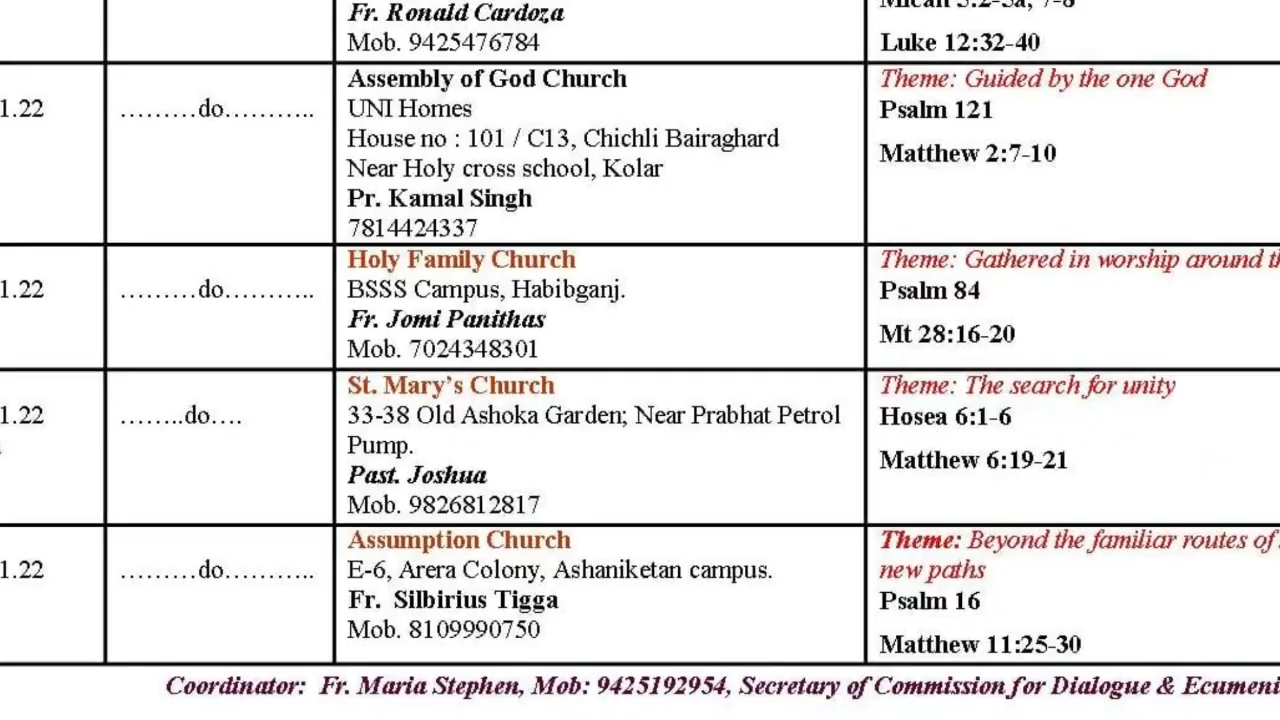 Fr. Ronald Cardoza
Mob. 9425476784
Luke 12:32-40
1.22
………do………..
Assembly of God Church
UNI Homes
House no : 101 / C13, Chichli Bairaghard
Near Holy cross school, Kolar
Pr. Kamal Singh
7814424337
Theme: Guided by the one God
Psalm 121
Matthew 2:7-10
1.22
………do………..
Holy Family Church
BSSS Campus, Habibganj.
Fr. Jomi Panithas
Mob. 7024348301
Theme: Gathered in worship around
Psalm 84
Mt 28:16-20
1.22
……..do….
St. Mary’s Church
33-38 Old Ashoka Garden; Near Prabhat Petrol
Pump.
Past. Joshua
Mob. 9826812817
Theme: The search for unity
Hosea 6:1-6
Matthew 6:19-21
1.22
………do………..
Assumption Church
E-6, Arera Colony, Ashaniketan campus.
Fr.  Silbirius Tigga
Mob. 8109990750
Theme: Beyond the familiar routes of
new paths
Psalm 16
Matthew 11:25-30
Coordinator:  Fr. Maria Stephen, Mob: 9425192954, Secretary of Commission for Dialogue & Ecumeni